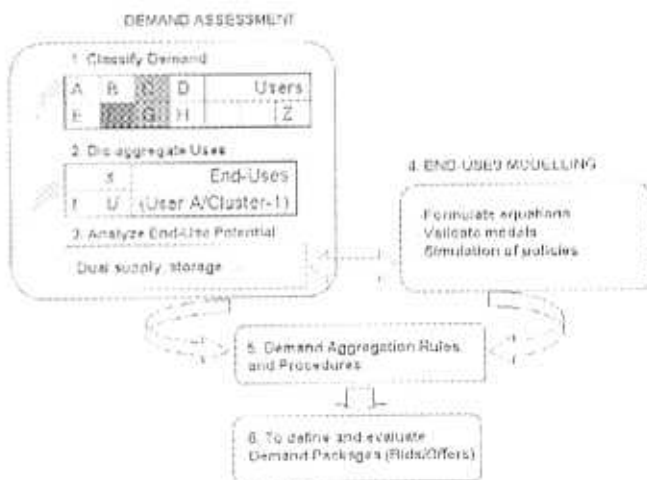 DEMAND ASSESSMENT
1. Classify Demand
A B C D Users
E G H Z
2. Dis aggregate Uses
s End-Uses
t U (User A/Cluster-1)
3. Analyze End-Use Potential
Dual supply, storage
4. END-USES MODELLING
Formulate equations
Validate models
Simulation of policies
5. Demand Aggregation Rules
and Procedures
6. To define and evaluate
Demand Packages (Bids/Offers)